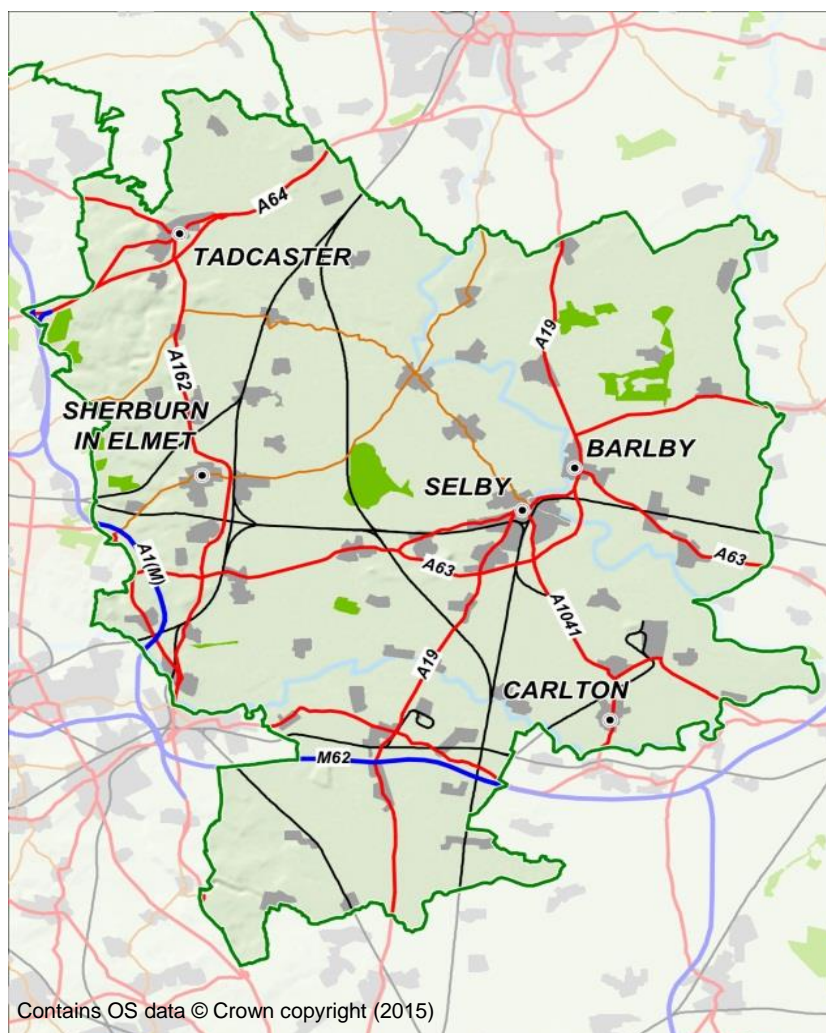 A64
TADCASTER
A19
A162
SHERBURN
IN ELMET
BARLBY
SELBY
A1(M)
A63
A63
A1041
A19
CARLTON
M62
Contains OS data © Crown copyright (2015)